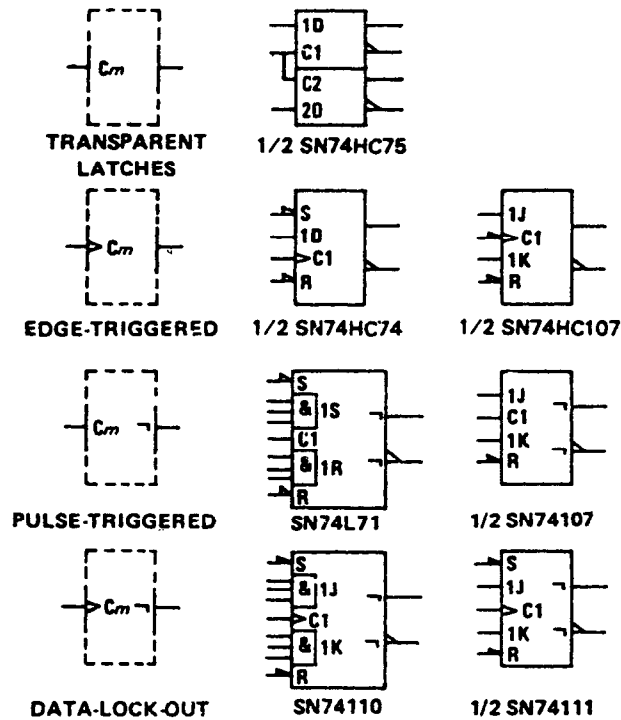 Cm
1D
C1
C2
2D
TRANSPARENT
LATCHES
1/2 SN74HC75
Cm
S
1D
C1
R
1J
C1
1K
R
EDGE-TRIGGERED
1/2 SN74HC74
1/2 SN74HC107
Cm ¬
S
& 1S ¬
C1
& 1R ¬
R
1J ¬
C1
1K ¬
R
PULSE-TRIGGERED
SN74L71
1/2 SN74107
Cm ¬
S
& 1J ¬
C1
& 1K ¬
R
S
1J ¬
C1
1K ¬
R
DATA-LOCK-OUT
SN74110
1/2 SN74111